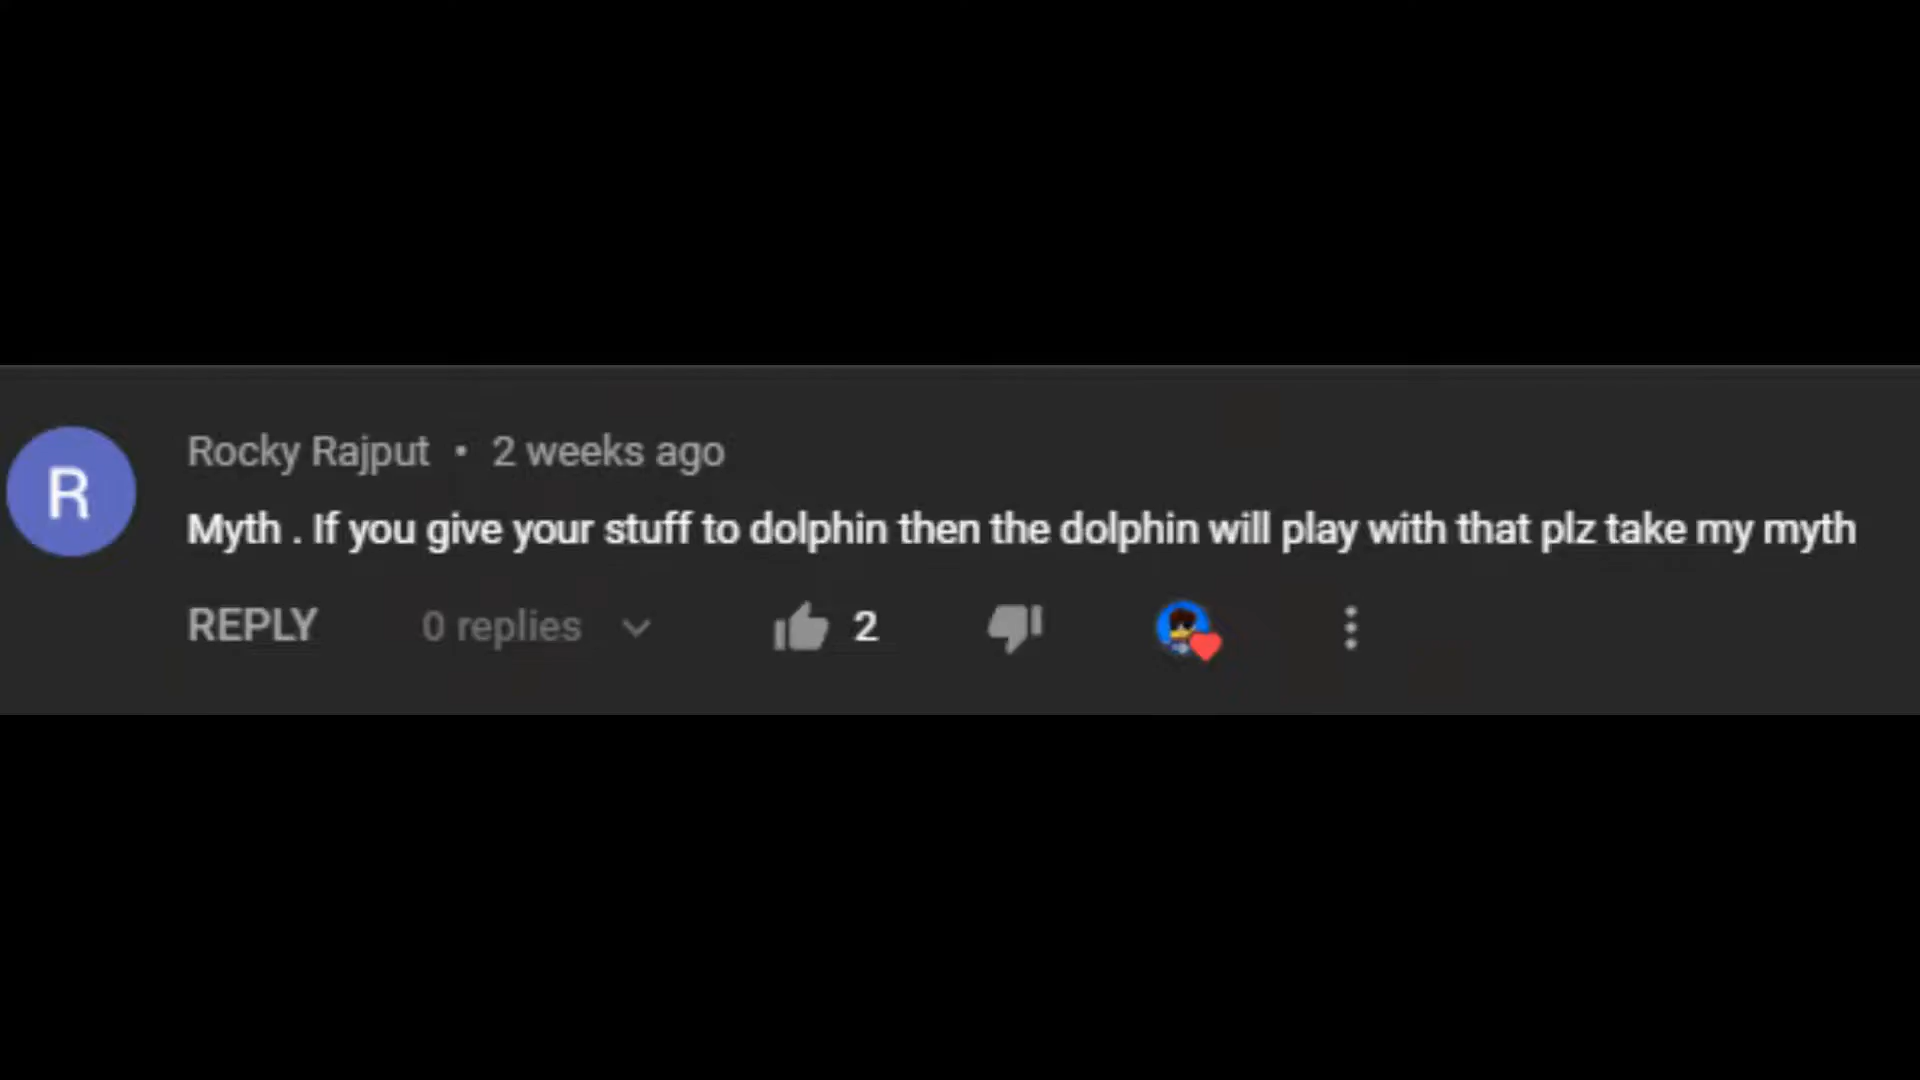 R
Rocky Rajput • 2 weeks ago
Myth . If you give your stuff to dolphin then the dolphin will play with that plz take my myth
REPLY 0 replies 2